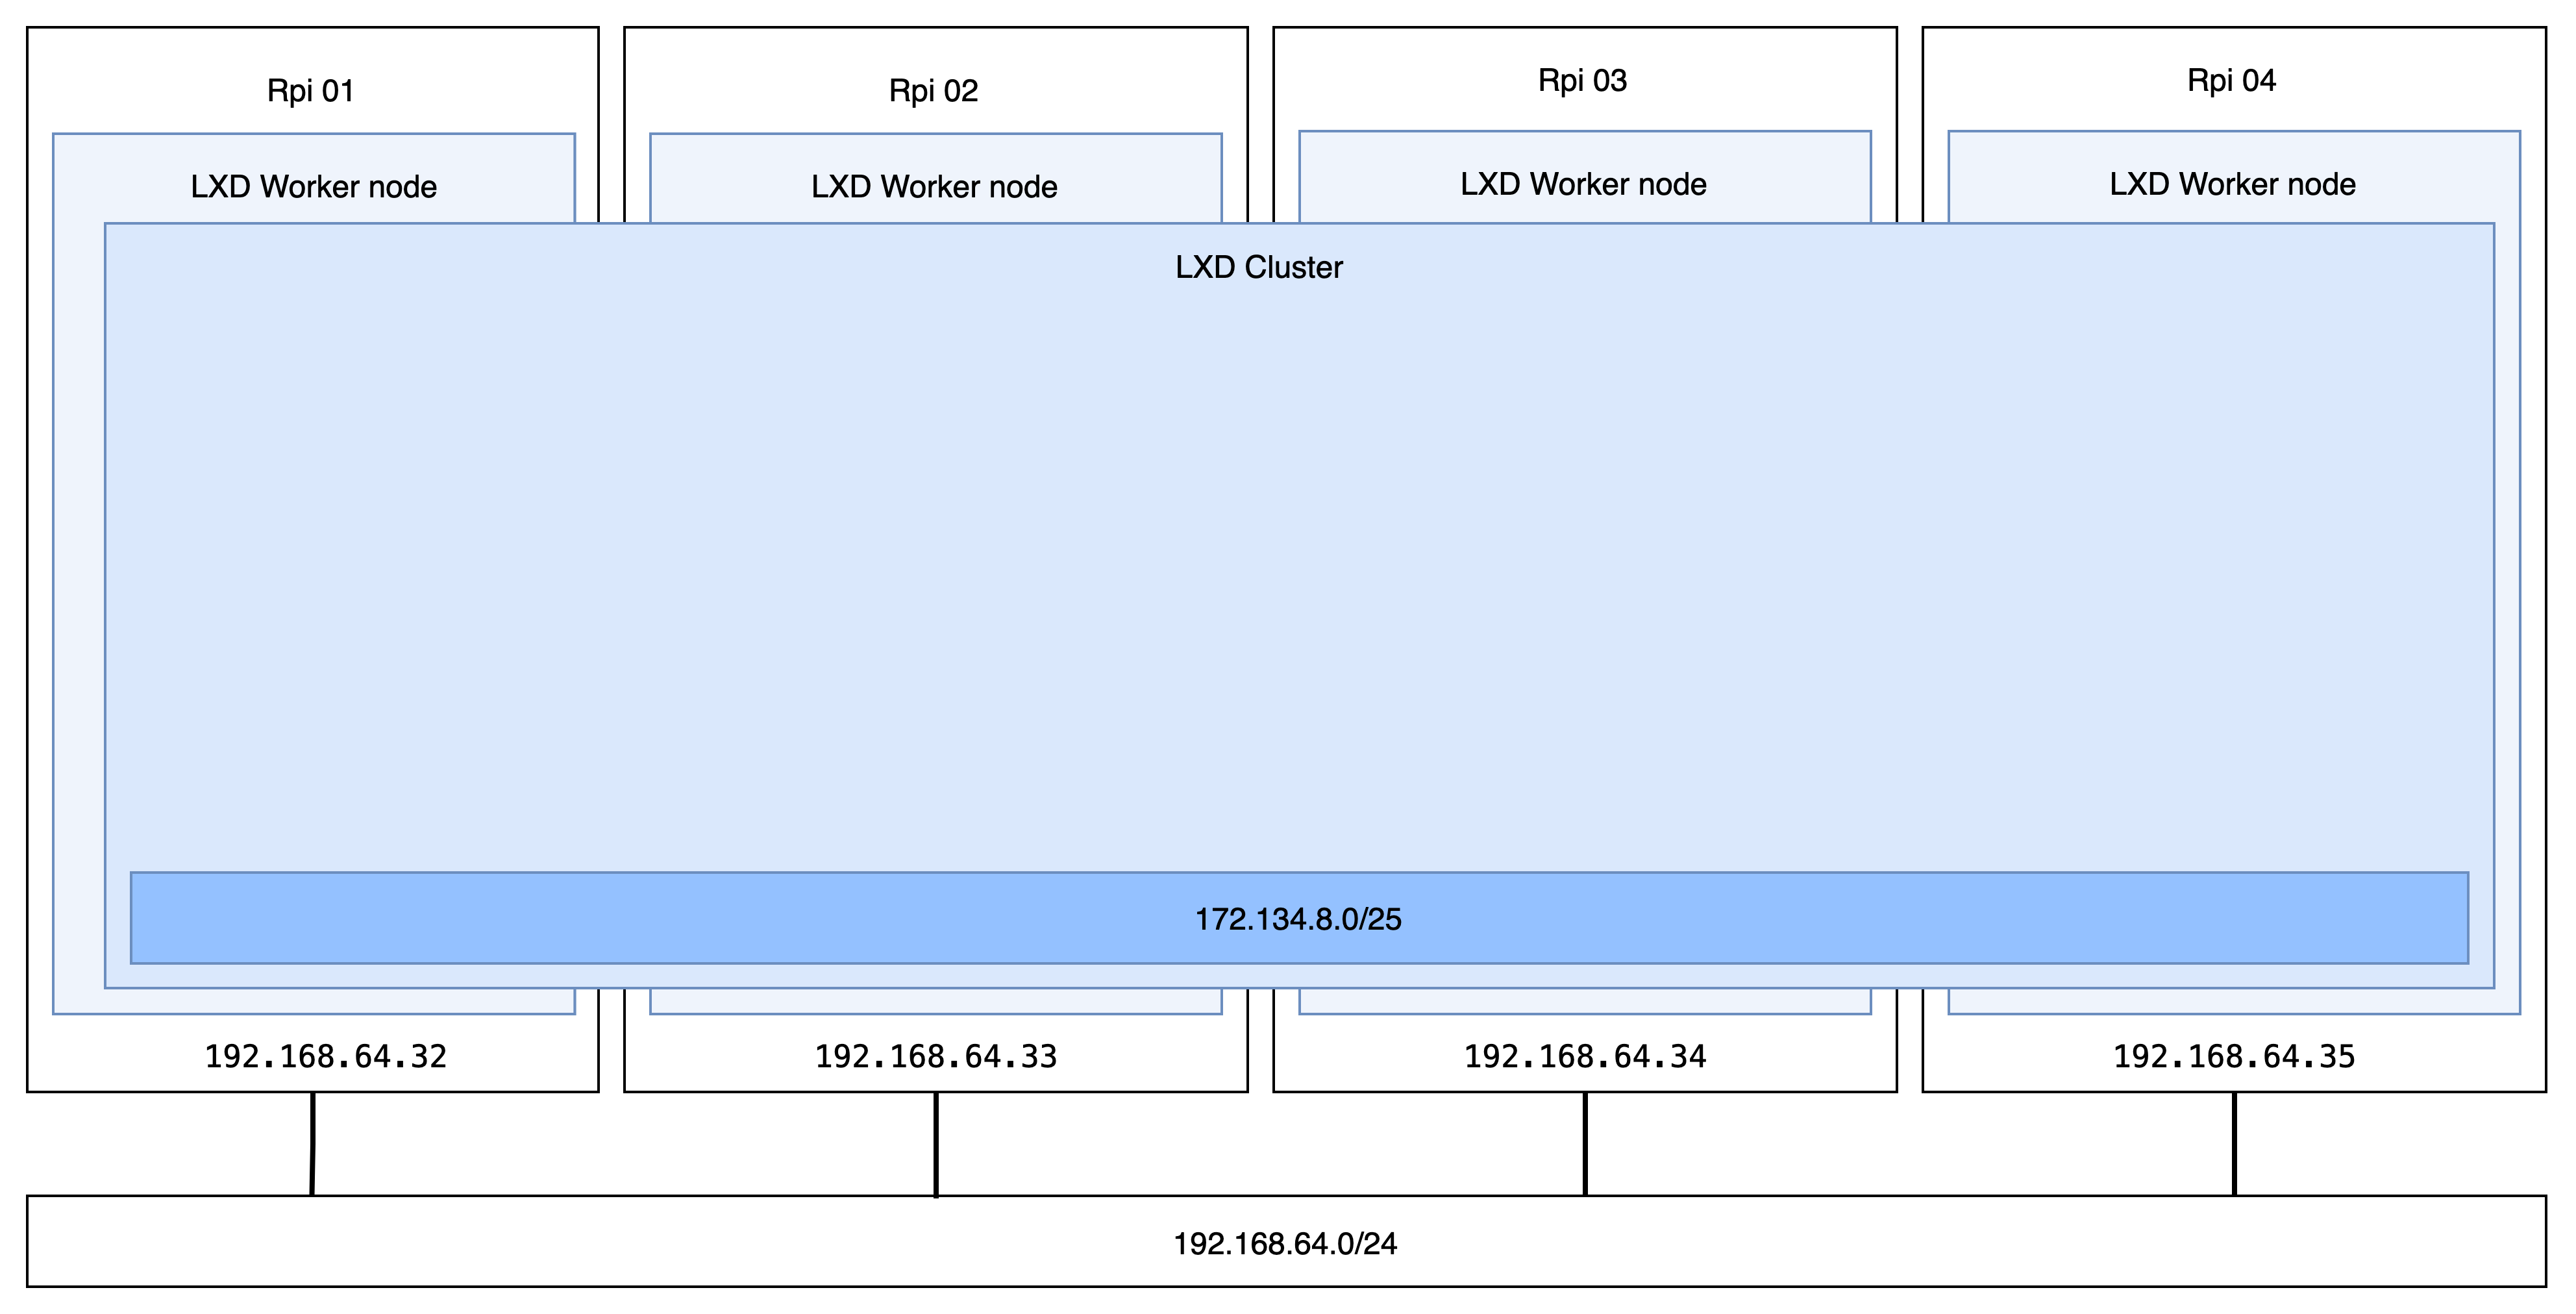 Rpi 01
Rpi 02
Rpi 03
Rpi 04
LXD Worker node
LXD Worker node
LXD Worker node
LXD Worker node
LXD Cluster
172.134.8.0/25
192.168.64.32
192.168.64.33
192.168.64.34
192.168.64.35
192.168.64.0/24